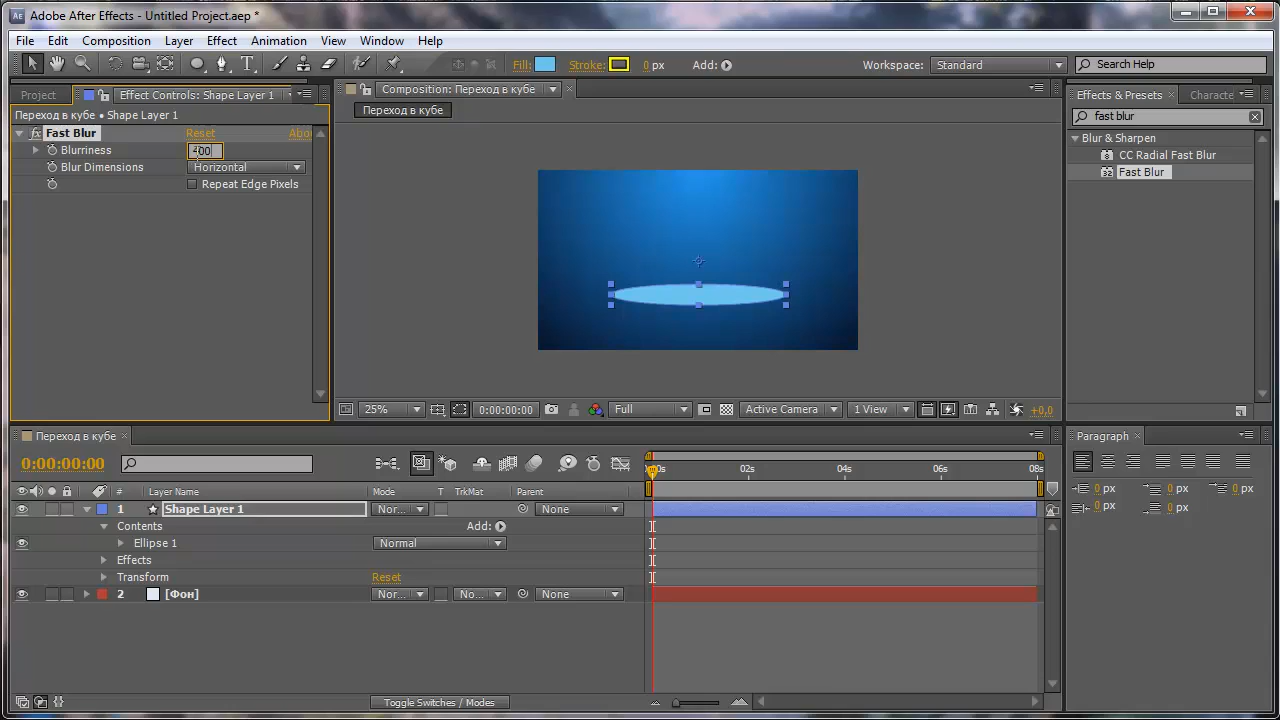 Adobe After Effects - Untitled Project.aep *
File Edit Composition Layer Effect Animation View Window Help
Fill: Stroke: 0 px Add: Workspace: Standard Search Help
Project Effect Controls: Shape Layer 1
Переход в кубе • Shape Layer 1
fx Fast Blur Reset Abou
Blurriness 400
Blur Dimensions Horizontal
Repeat Edge Pixels
Composition: Переход в кубе
Переход в кубе
25% 0:00:00:00 Full Active Camera 1 View +0,0
Effects & Presets Characte
fast blur
Blur & Sharpen
CC Radial Fast Blur
Fast Blur
Переход в кубе
0:00:00:00
# Layer Name Mode T TrkMat Parent
02s 04s 06s 08s
1 Shape Layer 1 Nor... None
Contents Add:
Ellipse 1 Normal
Effects
Transform Reset
2 [Фон] Nor... No... None
Toggle Switches / Modes
Paragraph
0 px 0 px 0 px
0 px 0 px